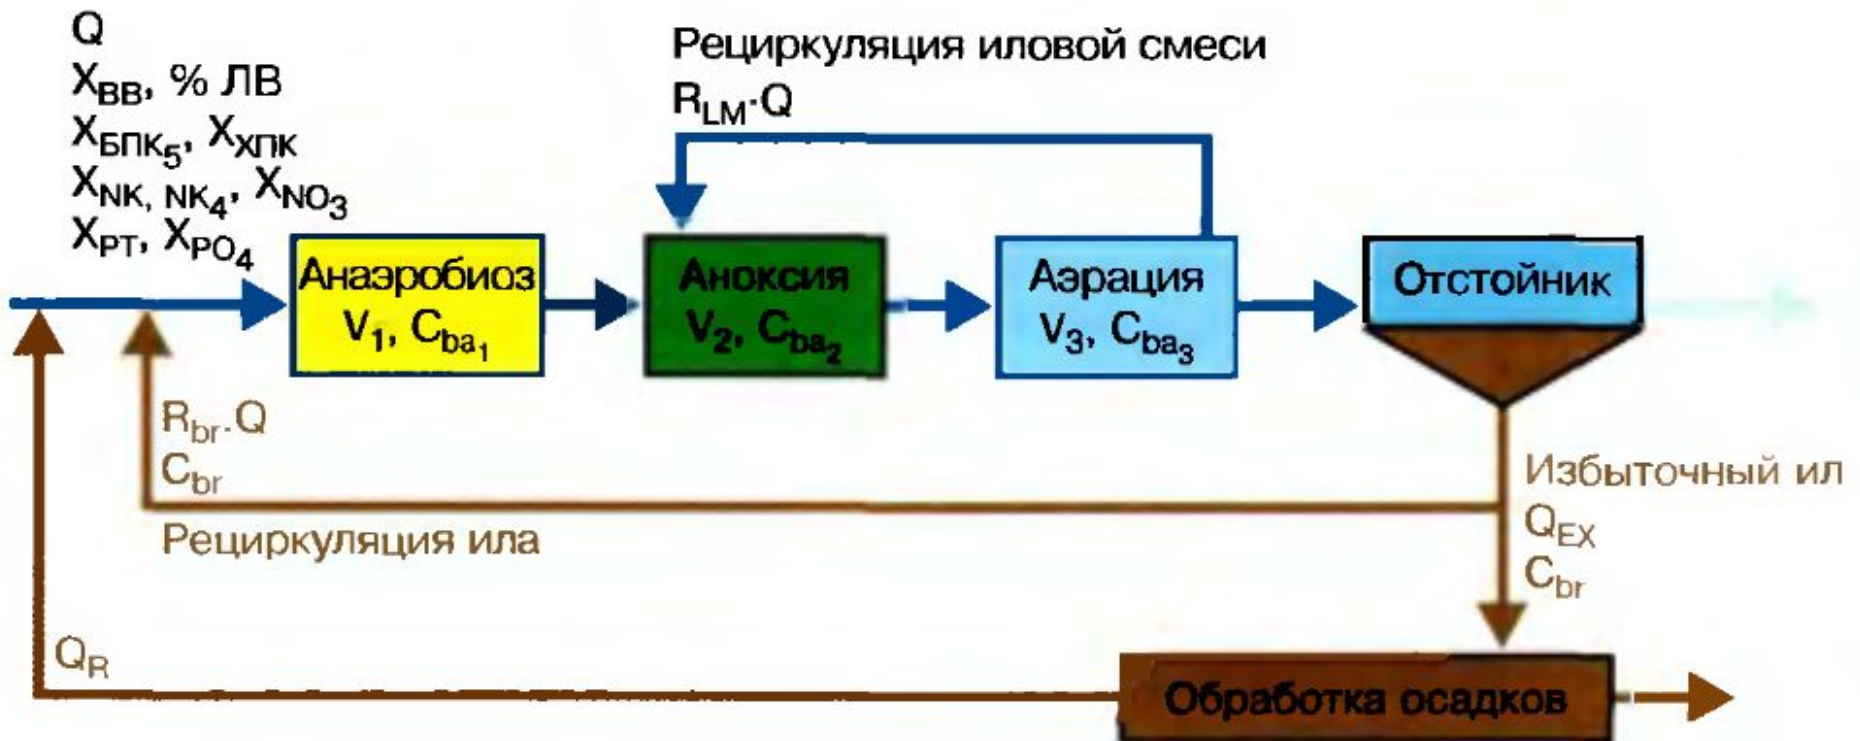 Q
X_ВВ, % ЛВ
X_БПК₅, X_ХПК
X_NK, NK₄, X_NO₃
X_PT, X_PO₄
Рециркуляция иловой смеси
R_LM·Q
Анаэробиоз
V₁, C_ba₁
Аноксия
V₂, C_ba₂
Аэрация
V₃, C_ba₃
Отстойник
R_br·Q
C_br
Рециркуляция ила
Избыточный ил
Q_EX
C_br
Q_R
Обработка осадков